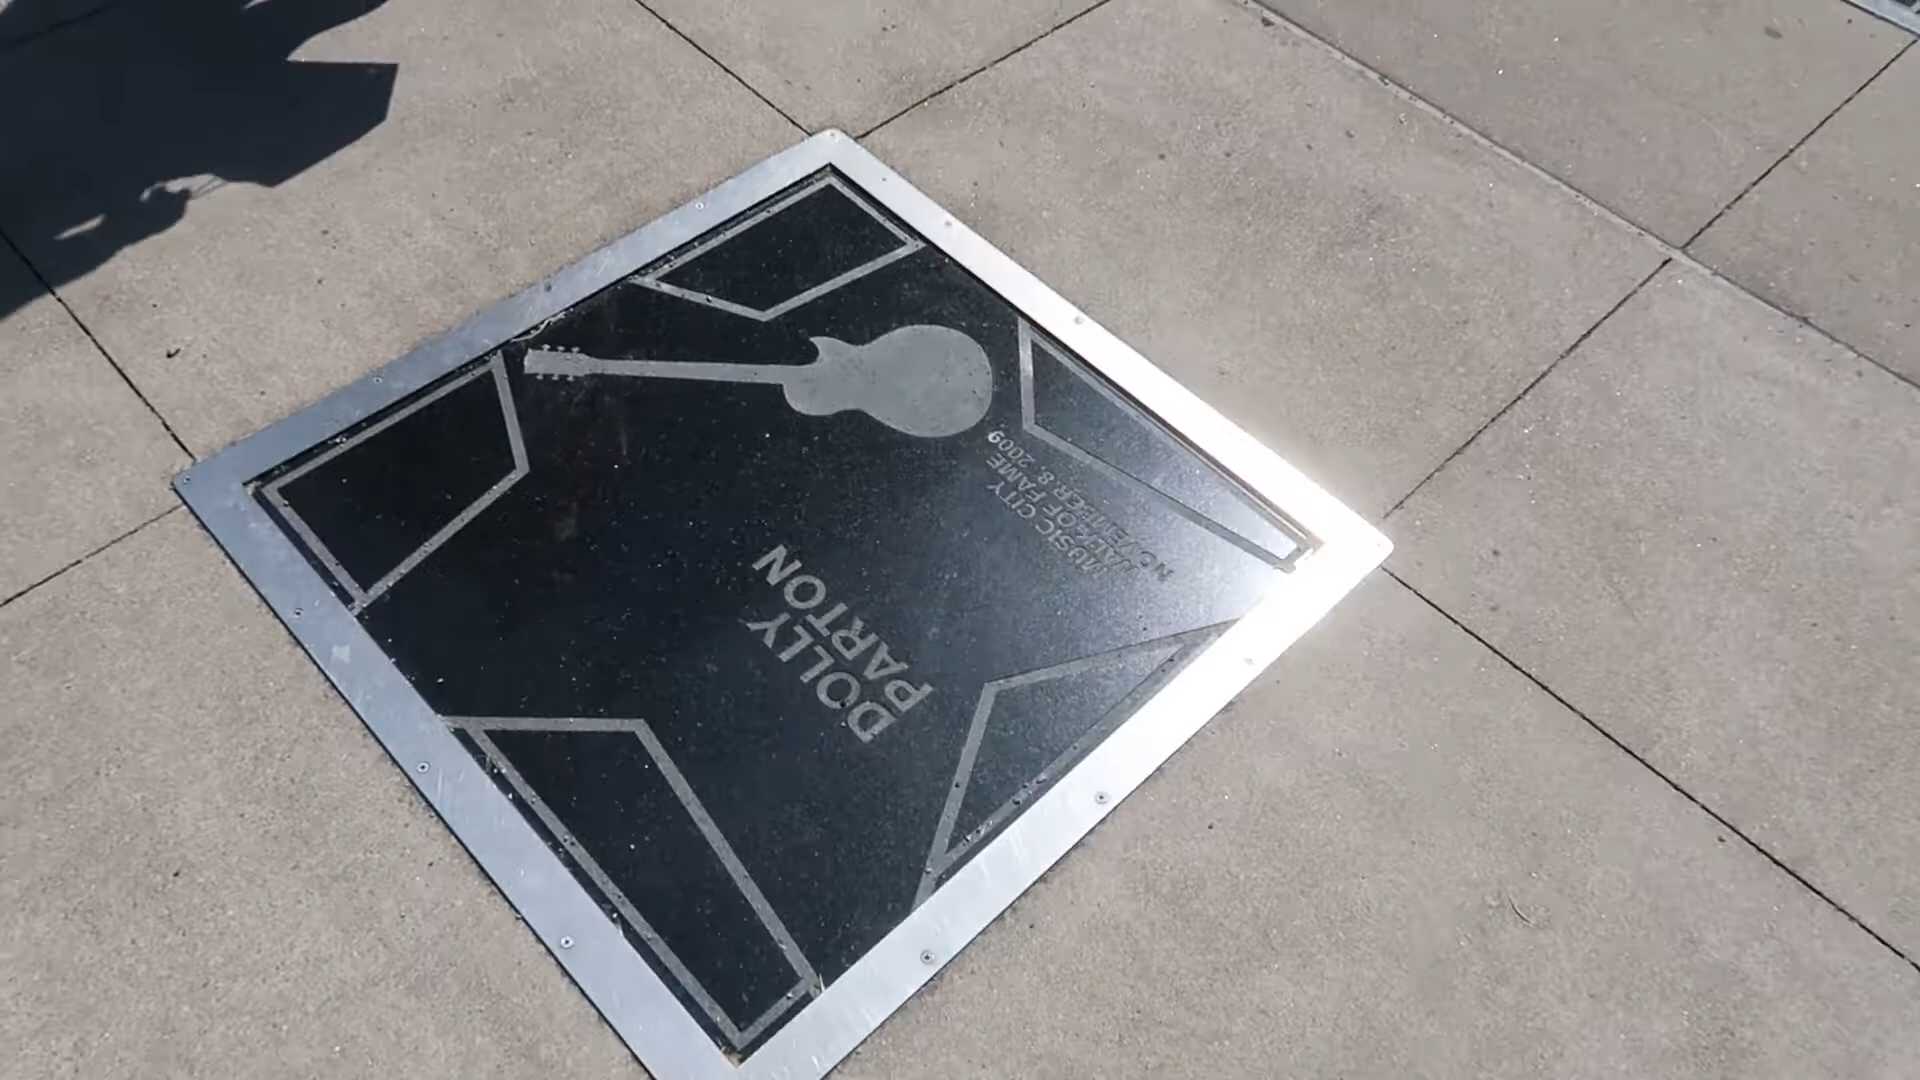 DOLLY
PARTON
MUSIC CITY
WALK OF FAME
NOVEMBER 8, 2009